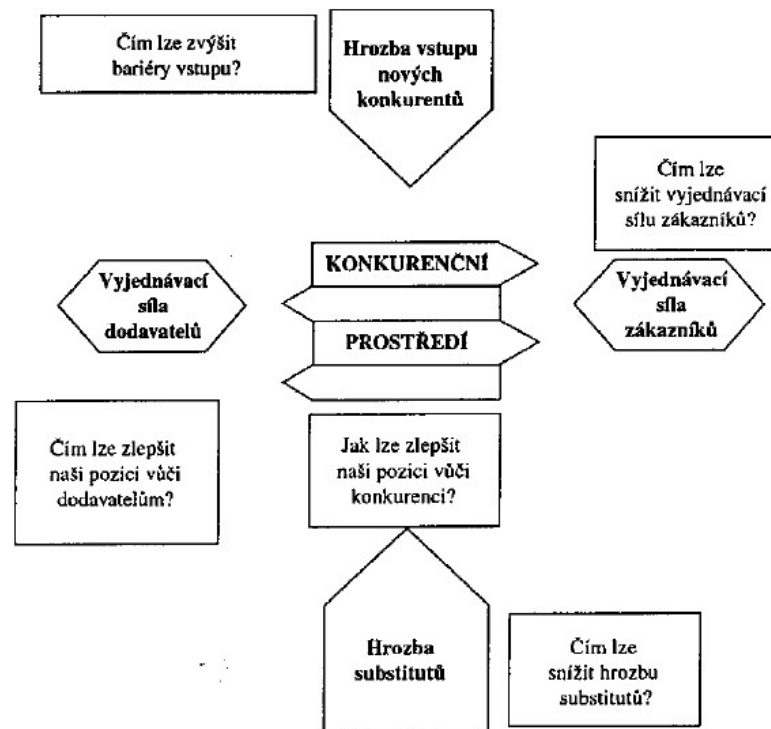 Čím lze zvýšit
bariéry vstupu?
Hrozba vstupu
nových
konkurentů
Čím lze
snížit vyjednávací
sílu zákazníků?
Vyjednávací
síla
dodavatelů
KONKURENČNÍ
PROSTŘEDÍ
Vyjednávací
síla
zákazníků
Čím lze zlepšit
naši pozici vůči
dodavatelům?
Jak lze zlepšit
naši pozici vůči
konkurenci?
Hrozba
substitutů
Čím lze
snížit hrozbu
substitutů?